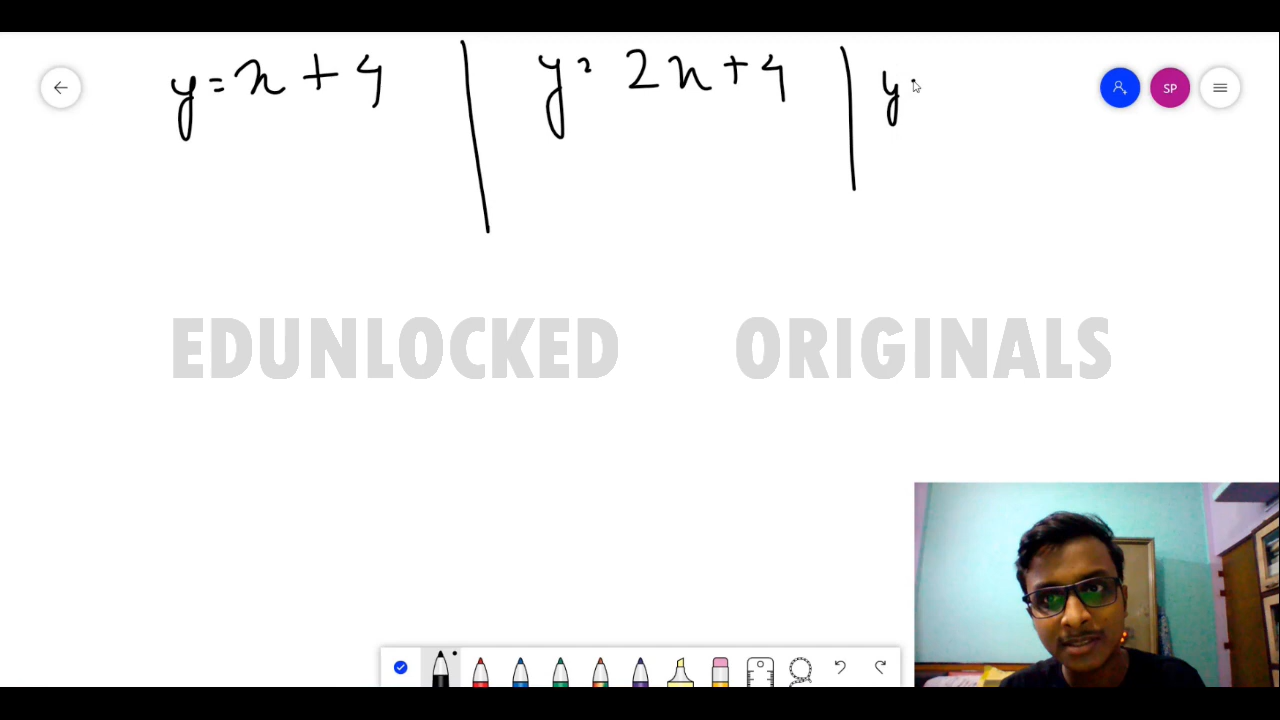 y = x + 4 | y = 2x + 4 | y
SP
EDUNLOCKED ORIGINALS